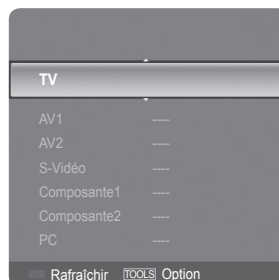 TV
AV1 ----
AV2 ----
S-Vidéo ----
Composante1 ----
Composante2 ----
PC ----
Rafraîchir TOOLS Option